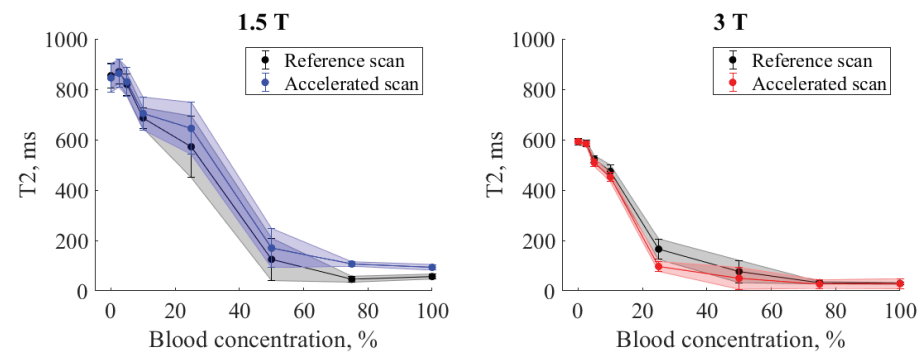 1.5 T
1000
800
600
400
200
0
T2, ms
Reference scan
Accelerated scan
0 20 40 60 80 100
Blood concentration, %
3 T
1000
800
600
400
200
0
T2, ms
Reference scan
Accelerated scan
0 20 40 60 80 100
Blood concentration, %